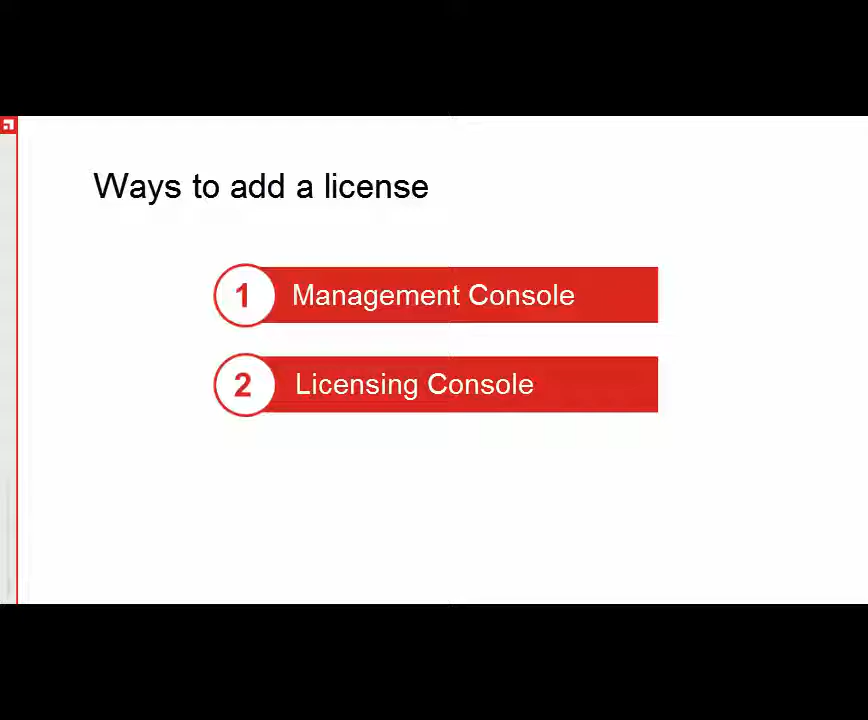 Ways to add a license
1 Management Console
2 Licensing Console